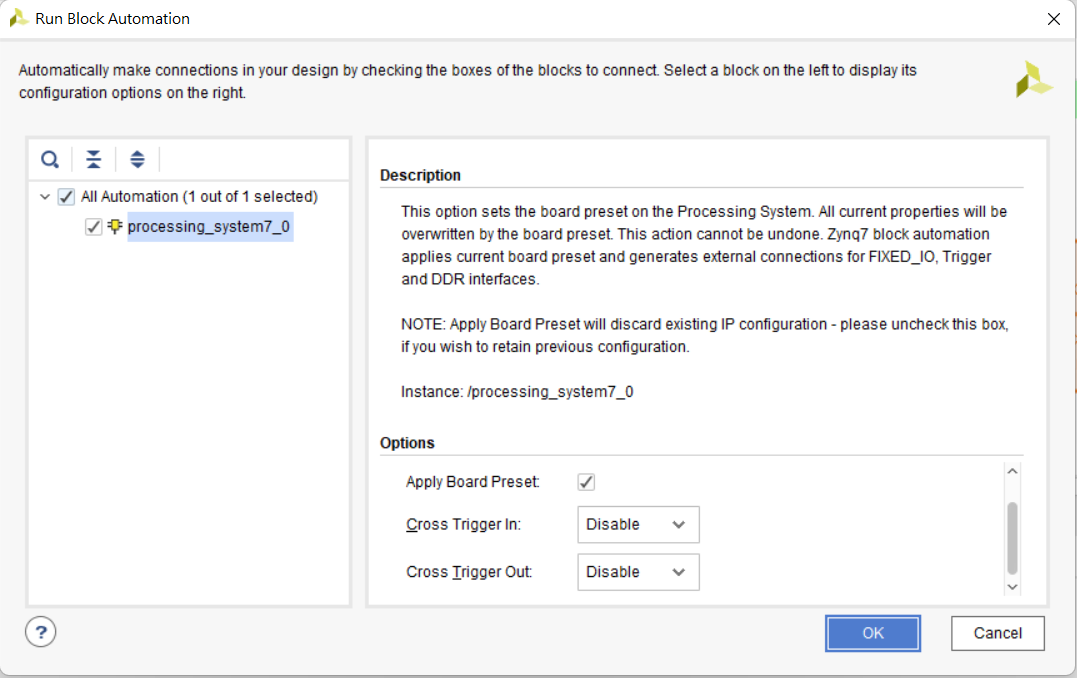 Run Block Automation
Automatically make connections in your design by checking the boxes of the blocks to connect. Select a block on the left to display its
configuration options on the right.
All Automation (1 out of 1 selected)
processing_system7_0
Description
This option sets the board preset on the Processing System. All current properties will be
overwritten by the board preset. This action cannot be undone. Zynq7 block automation
applies current board preset and generates external connections for FIXED_IO, Trigger
and DDR interfaces.
NOTE: Apply Board Preset will discard existing IP configuration - please uncheck this box,
if you wish to retain previous configuration.
Instance: /processing_system7_0
Options
Apply Board Preset:
Cross Trigger In: Disable
Cross Trigger Out: Disable
?
OK Cancel